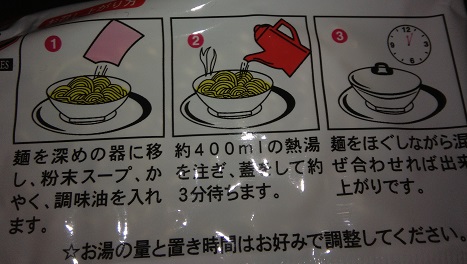 1
2
3
麺を深めの器に移
し、粉末スープ、か
やく、調味油を入れ
ます。
約400mlの熱湯
を注ぎ、蓋をして約
3分待ちます。
麺をほぐしながら混
ぜ合わせれば出来
上がりです。
☆お湯の量と置き時間はお好みで調整してください。